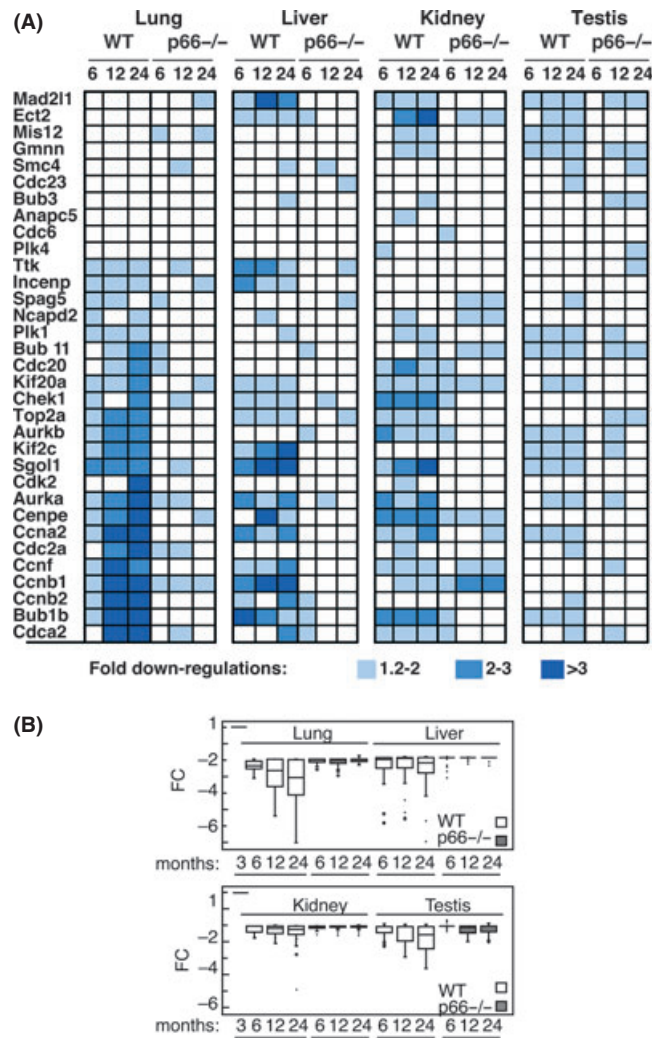 (A)
Lung Liver Kidney Testis
WT p66−/− WT p66−/− WT p66−/− WT p66−/−
6 12 24 6 12 24 6 12 24 6 12 24 6 12 24 6 12 24 6 12 24 6 12 24
Mad2l1
Ect2
Mis12
Gmnn
Smc4
Cdc23
Bub3
Anapc5
Cdc6
Plk4
Ttk
Incenp
Spag5
Ncapd2
Plk1
Bub 11
Cdc20
Kif20a
Chek1
Top2a
Aurkb
Kif2c
Sgol1
Cdk2
Aurka
Cenpe
Ccna2
Cdc2a
Ccnf
Ccnb1
Ccnb2
Bub1b
Cdca2
Fold down-regulations: 1.2-2 2-3 >3
(B)
1
Lung Liver
−2
FC
−4
WT
p66−/−
−6
months: 3 6 12 24 6 12 24 6 12 24 6 12 24
1
Kidney Testis
−2
FC
−4
WT
p66−/−
−6
months: 3 6 12 24 6 12 24 6 12 24 6 12 24